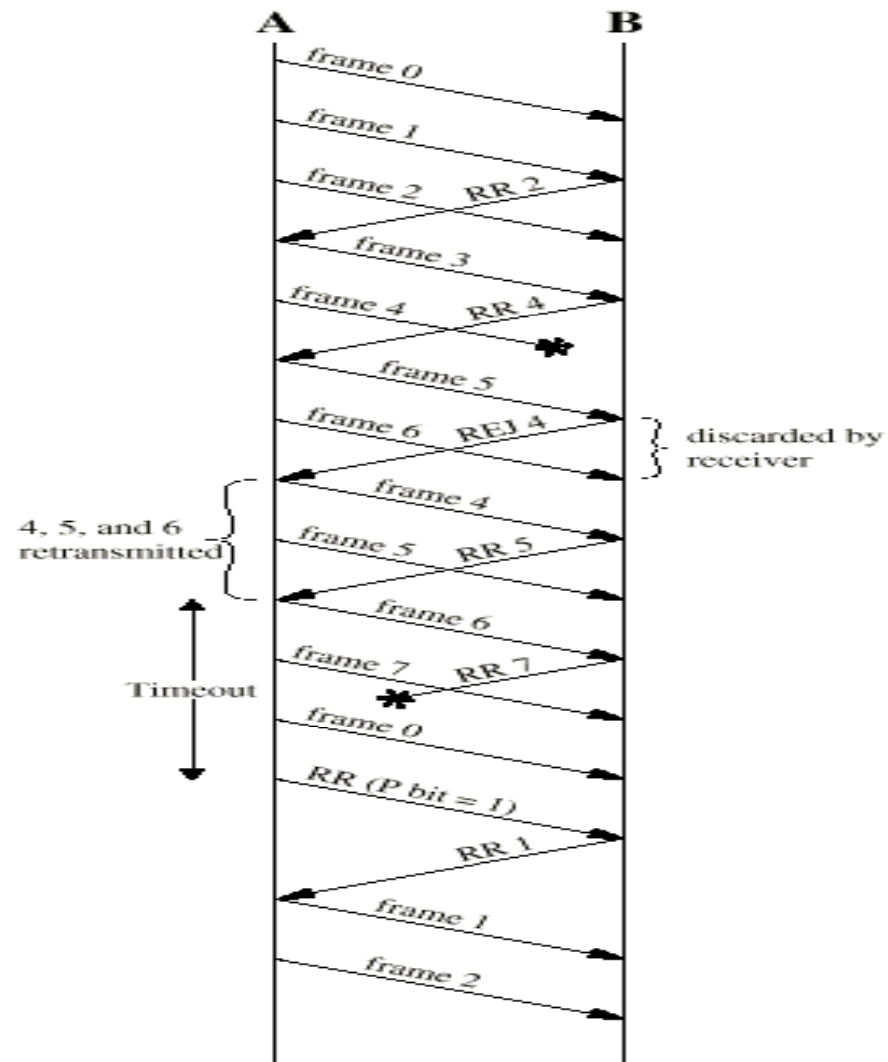 A
B
frame 0
frame 1
frame 2
RR 2
frame 3
frame 4
RR 4
frame 5
frame 6
REJ 4
discarded by
receiver
frame 4
4, 5, and 6
retransmitted
frame 5
RR 5
frame 6
frame 7
RR 7
Timeout
frame 0
RR (P bit = 1)
RR 1
frame 1
frame 2